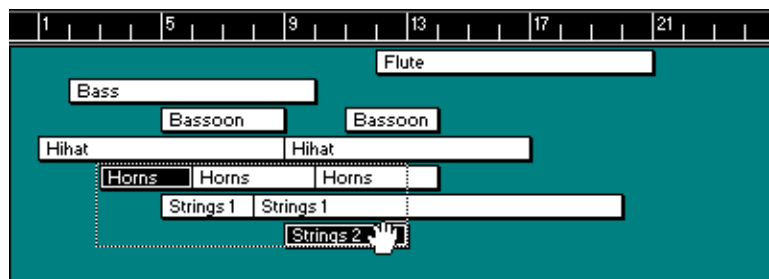 1 5 9 13 17 21
Flute
Bass
Bassoon Bassoon
Hihat Hihat
Horns Horns Horns
Strings 1 Strings 1
Strings 2